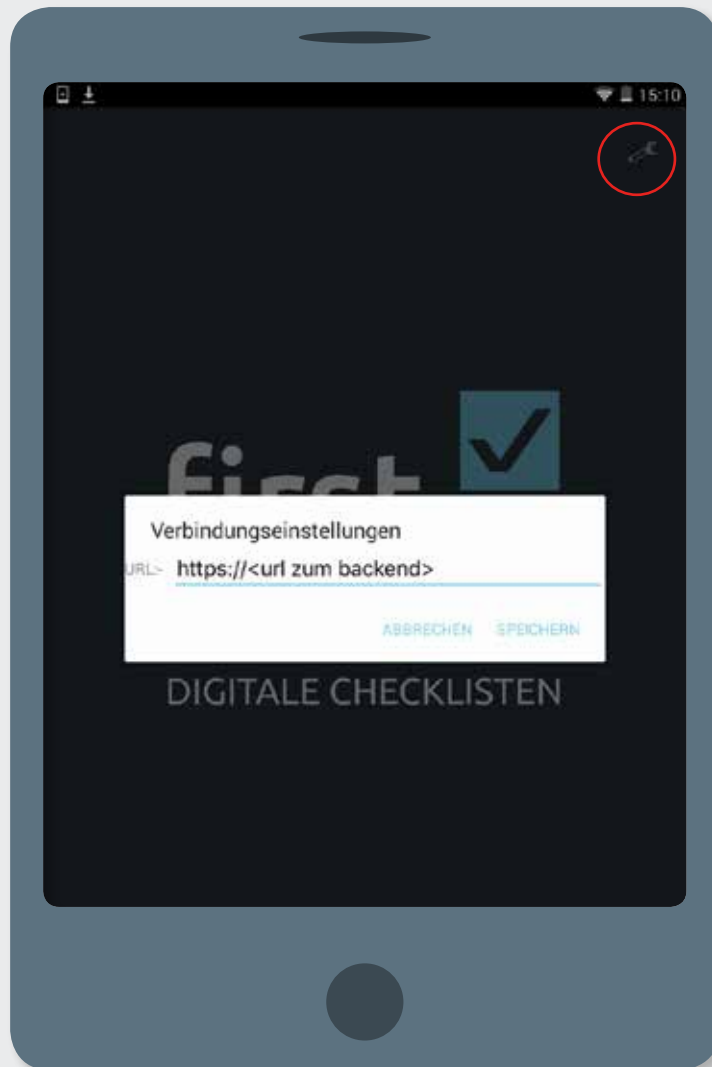 15:10
first
Verbindungseinstellungen
URL:- https://<url zum backend>
ABBRECHEN SPEICHERN
DIGITALE CHECKLISTEN